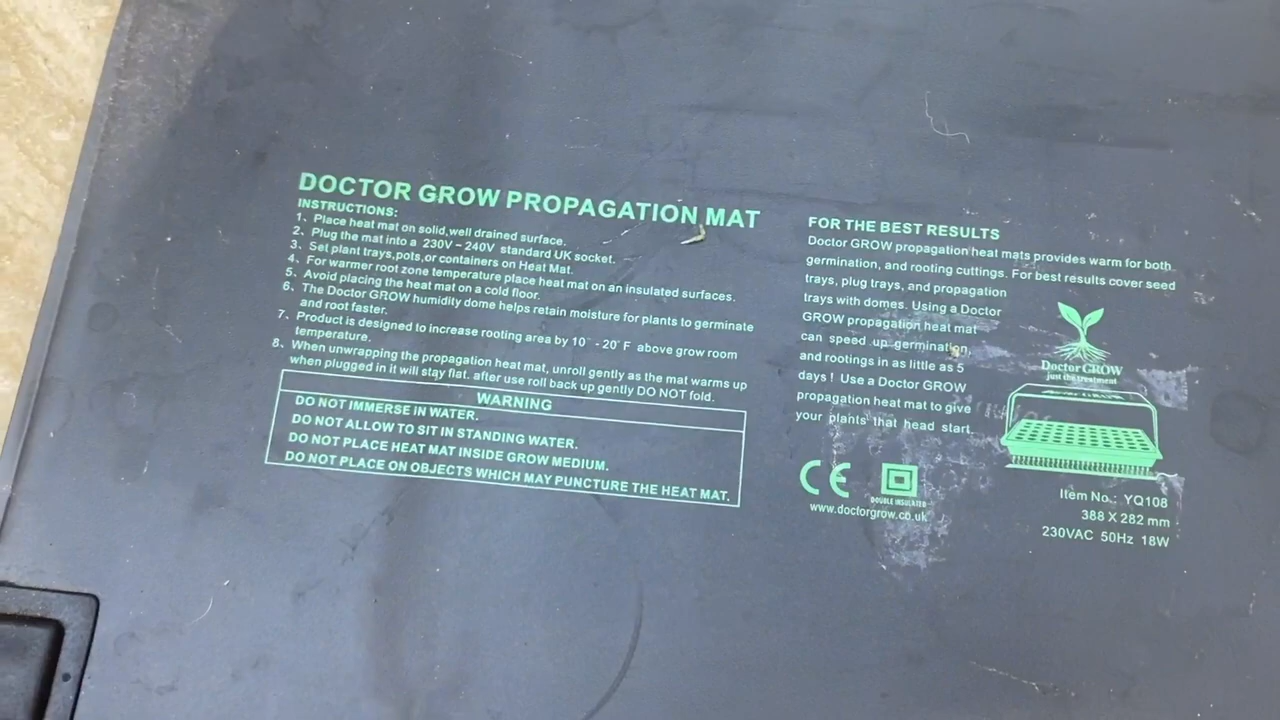 DOCTOR GROW PROPAGATION MAT
INSTRUCTIONS:
1、Place heat mat on solid,well drained surface.
2、Plug the mat into a 230V - 240V standard UK socket.
3、Set plant trays,pots,or containers on Heat Mat.
4、For warmer root zone temperature place heat mat on an insulated surfaces.
5、Avoid placing the heat mat on a cold floor.
6、The Doctor GROW humidity dome helps retain moisture for plants to germinate
and root faster.
7、Product is designed to increase rooting area by 10° - 20°F above grow room
temperature.
8、When unwrapping the propagation heat mat, unroll gently as the mat warms up
when plugged in it will stay flat. after use roll back up gently DO NOT fold.
WARNING
DO NOT IMMERSE IN WATER.
DO NOT ALLOW TO SIT IN STANDING WATER.
DO NOT PLACE HEAT MAT INSIDE GROW MEDIUM.
DO NOT PLACE ON OBJECTS WHICH MAY PUNCTURE THE HEAT MAT.
FOR THE BEST RESULTS
Doctor GROW propagation heat mats provides warm for both
germination, and rooting cuttings. For best results cover seed
trays, plug trays, and propagation
trays with domes. Using a Doctor
GROW propagation heat mat
can speed up germination,
and rootings in as little as 5
days ! Use a Doctor GROW
propagation heat mat to give
your plants that head start.
Doctor GROW
just the treatment
Doctor GROW
CE
DOUBLE INSULATED
www.doctorgrow.co.uk
Item No.: YQ108
388 X 282 mm
230VAC 50Hz 18W